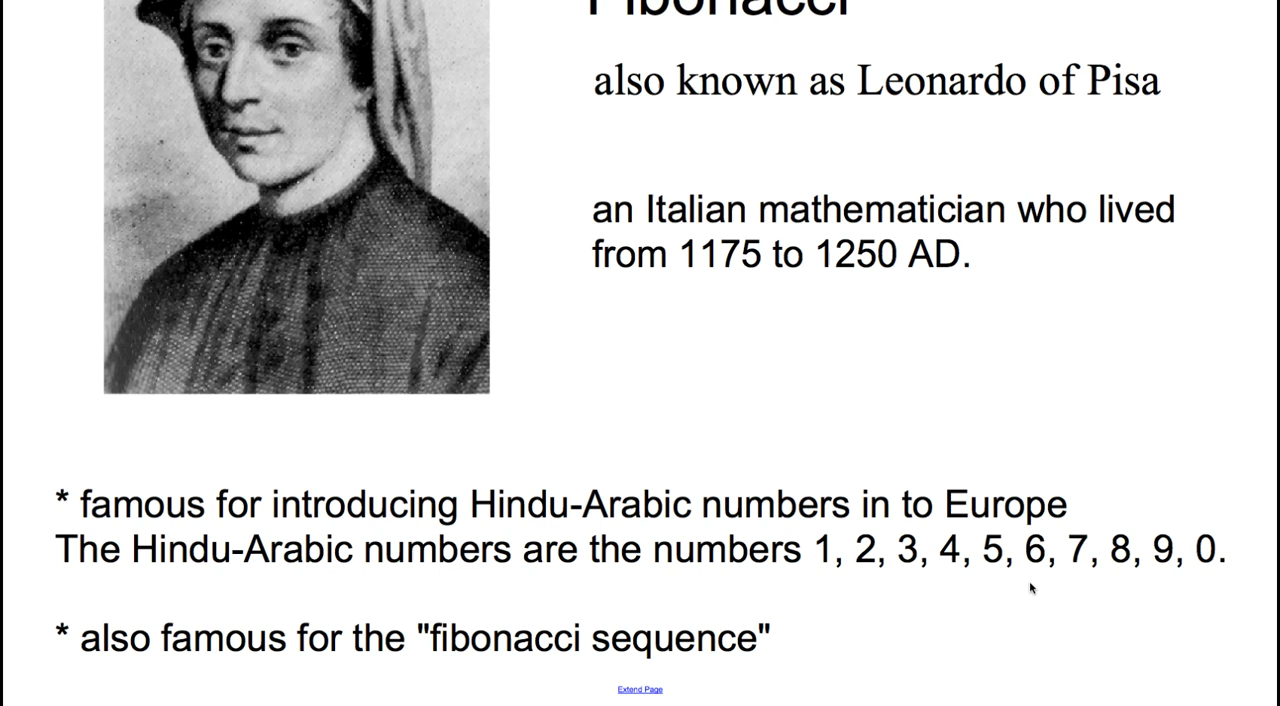 Fibonacci
also known as Leonardo of Pisa
an Italian mathematician who lived
from 1175 to 1250 AD.
* famous for introducing Hindu-Arabic numbers in to Europe
The Hindu-Arabic numbers are the numbers 1, 2, 3, 4, 5, 6, 7, 8, 9, 0.
* also famous for the "fibonacci sequence"
Extend Page